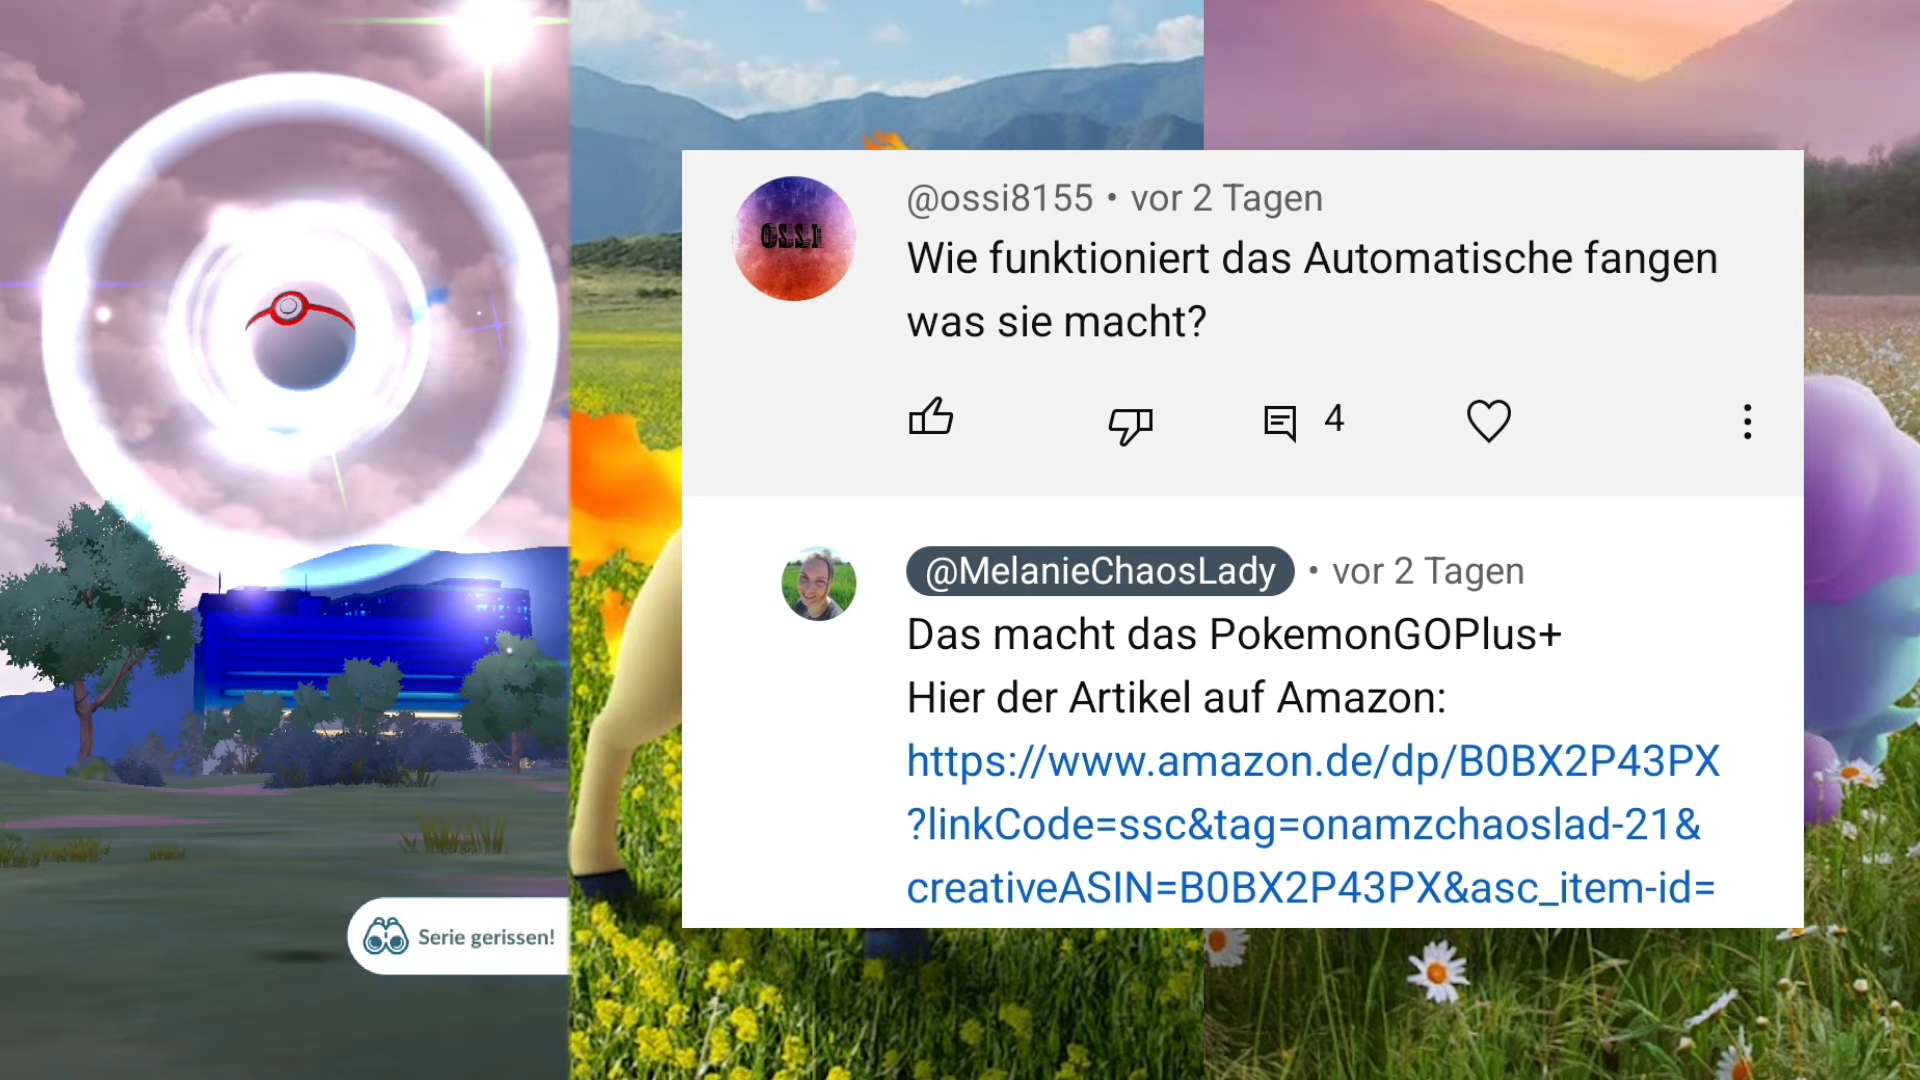 OSSI
@ossi8155 • vor 2 Tagen
Wie funktioniert das Automatische fangen
was sie macht?
4
@MelanieChaosLady • vor 2 Tagen
Das macht das PokemonGOPlus+
Hier der Artikel auf Amazon:
https://www.amazon.de/dp/B0BX2P43PX
?linkCode=ssc&tag=onamzchaoslad-21&
creativeASIN=B0BX2P43PX&asc_item-id=
Serie gerissen!